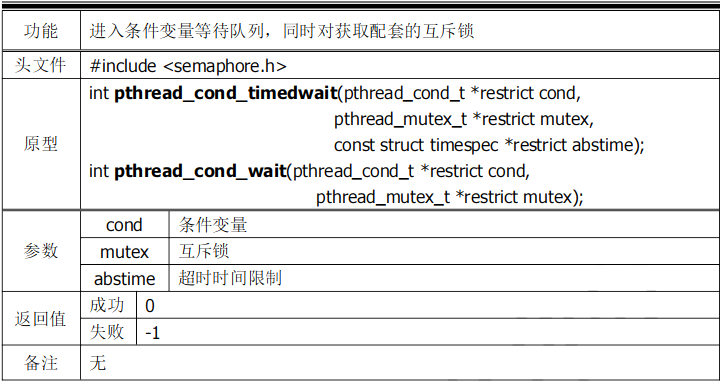 功能 进入条件变量等待队列，同时对获取配套的互斥锁
头文件 #include <semaphore.h>
原型 int pthread_cond_timedwait(pthread_cond_t *restrict cond,
pthread_mutex_t *restrict mutex,
const struct timespec *restrict abstime);
int pthread_cond_wait(pthread_cond_t *restrict cond,
pthread_mutex_t *restrict mutex);
参数 cond 条件变量
mutex 互斥锁
abstime 超时时间限制
返回值 成功 0
失败 -1
备注 无